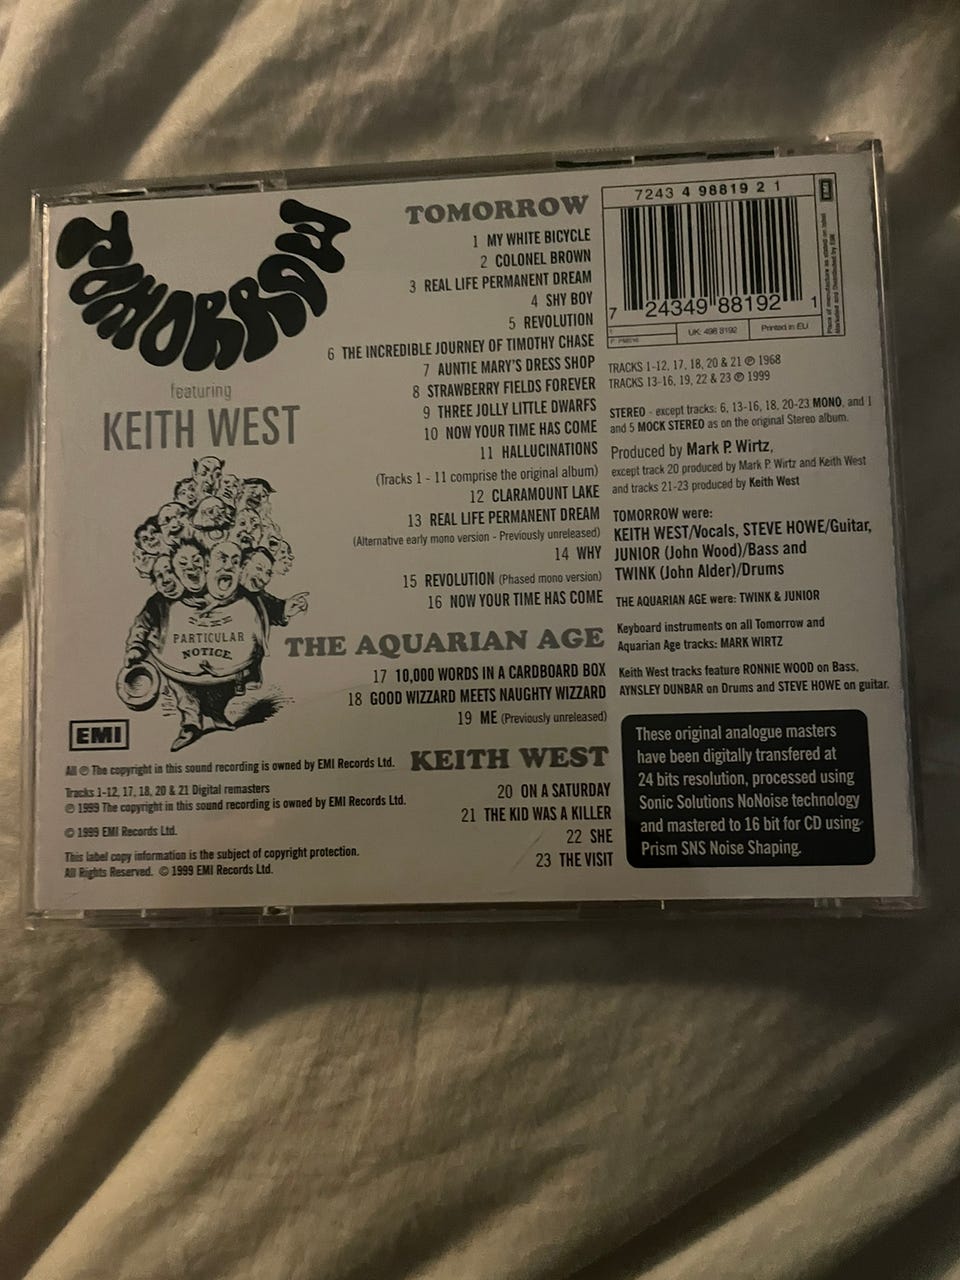 TOMORROW
featuring
KEITH WEST
PARTICULAR
NOTICE.
EMI
All ℗ The copyright in this sound recording is owned by EMI Records Ltd.
Tracks 1-12, 17, 18, 20 & 21 Digital remasters
℗ 1999 The copyright in this sound recording is owned by EMI Records Ltd.
© 1999 EMI Records Ltd.
This label copy information is the subject of copyright protection.
All Rights Reserved. © 1999 EMI Records Ltd.
TOMORROW
1 MY WHITE BICYCLE
2 COLONEL BROWN
3 REAL LIFE PERMANENT DREAM
4 SHY BOY
5 REVOLUTION
6 THE INCREDIBLE JOURNEY OF TIMOTHY CHASE
7 AUNTIE MARY'S DRESS SHOP
8 STRAWBERRY FIELDS FOREVER
9 THREE JOLLY LITTLE DWARFS
10 NOW YOUR TIME HAS COME
11 HALLUCINATIONS
(Tracks 1 - 11 comprise the original album)
12 CLARAMOUNT LAKE
13 REAL LIFE PERMANENT DREAM
(Alternative early mono version - Previously unreleased)
14 WHY
15 REVOLUTION (Phased mono version)
16 NOW YOUR TIME HAS COME
THE AQUARIAN AGE
17 10,000 WORDS IN A CARDBOARD BOX
18 GOOD WIZZARD MEETS NAUGHTY WIZZARD
19 ME (Previously unreleased)
KEITH WEST
20 ON A SATURDAY
21 THE KID WAS A KILLER
22 SHE
23 THE VISIT
7243 4 98819 2 1
7 24349 88192 1
UK: 498 8192
Printed in EU
EMI
Place of manufacture as stated on label
Marketed and Distributed by EMI
TRACKS 1-12, 17, 18, 20 & 21 ℗ 1968
TRACKS 13-16, 19, 22 & 23 ℗ 1999
STEREO - except tracks: 6, 13-16, 18, 20-23 MONO, and 1
and 5 MOCK STEREO as on the original Stereo album.
Produced by Mark P. Wirtz,
except track 20 produced by Mark P. Wirtz and Keith West
and tracks 21-23 produced by Keith West
TOMORROW were:
KEITH WEST/Vocals, STEVE HOWE/Guitar,
JUNIOR (John Wood)/Bass and
TWINK (John Alder)/Drums
THE AQUARIAN AGE were: TWINK & JUNIOR
Keyboard instruments on all Tomorrow and
Aquarian Age tracks: MARK WIRTZ
Keith West tracks feature RONNIE WOOD on Bass,
AYNSLEY DUNBAR on Drums and STEVE HOWE on guitar.
These original analogue masters
have been digitally transfered at
24 bits resolution, processed using
Sonic Solutions NoNoise technology
and mastered to 16 bit for CD using
Prism SNS Noise Shaping.